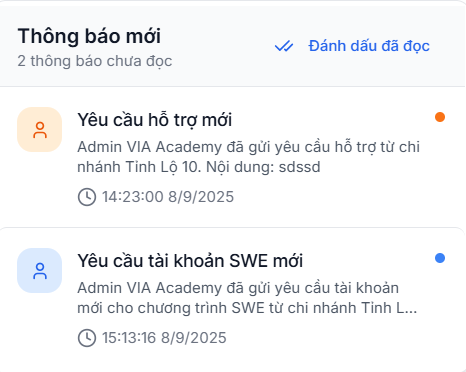 Thông báo mới
Đánh dấu đã đọc
2 thông báo chưa đọc
Yêu cầu hỗ trợ mới
Admin VIA Academy đã gửi yêu cầu hỗ trợ từ chi
nhánh Tỉnh Lộ 10. Nội dung: sdssd
14:23:00 8/9/2025
Yêu cầu tài khoản SWE mới
Admin VIA Academy đã gửi yêu cầu tài khoản
mới cho chương trình SWE từ chi nhánh Tỉnh L...
15:13:16 8/9/2025